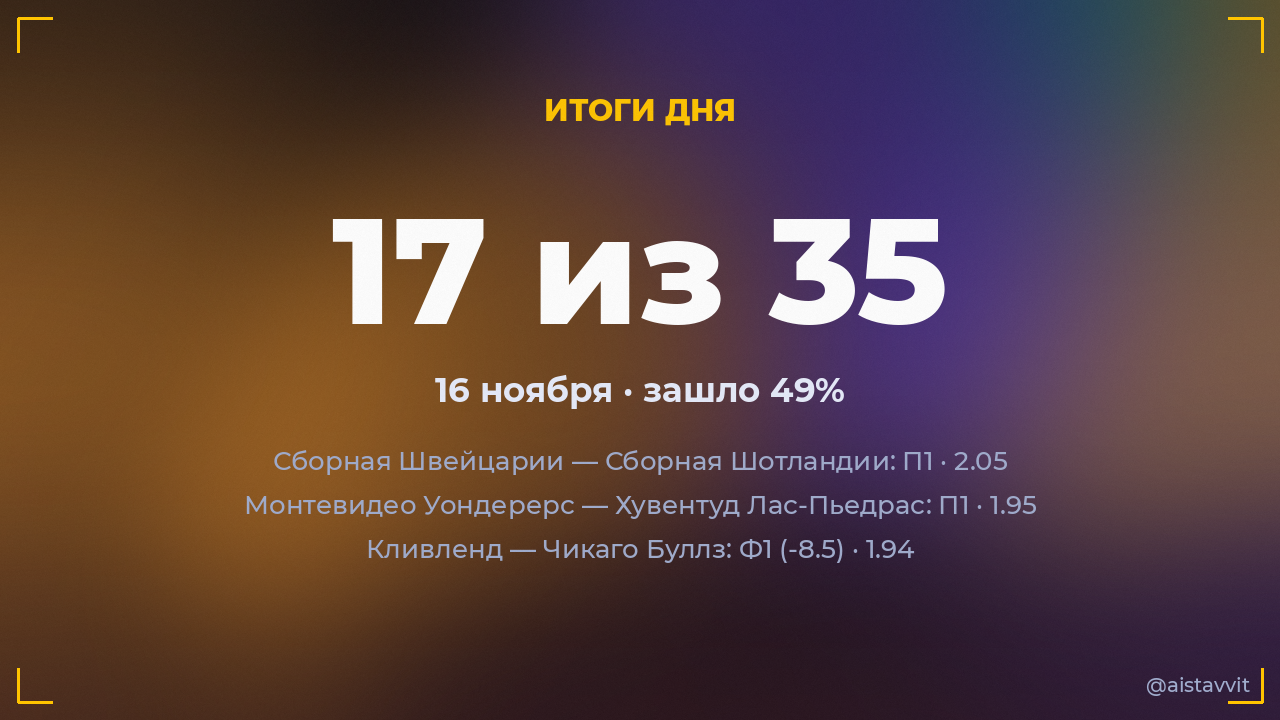 ИТОГИ ДНЯ
17 из 35
16 ноября · зашло 49%
Сборная Швейцарии — Сборная Шотландии: П1 · 2.05
Монтевидео Уондерерс — Хувентуд Лас-Пьедрас: П1 · 1.95
Кливленд — Чикаго Буллз: Ф1 (-8.5) · 1.94
@aistavvit